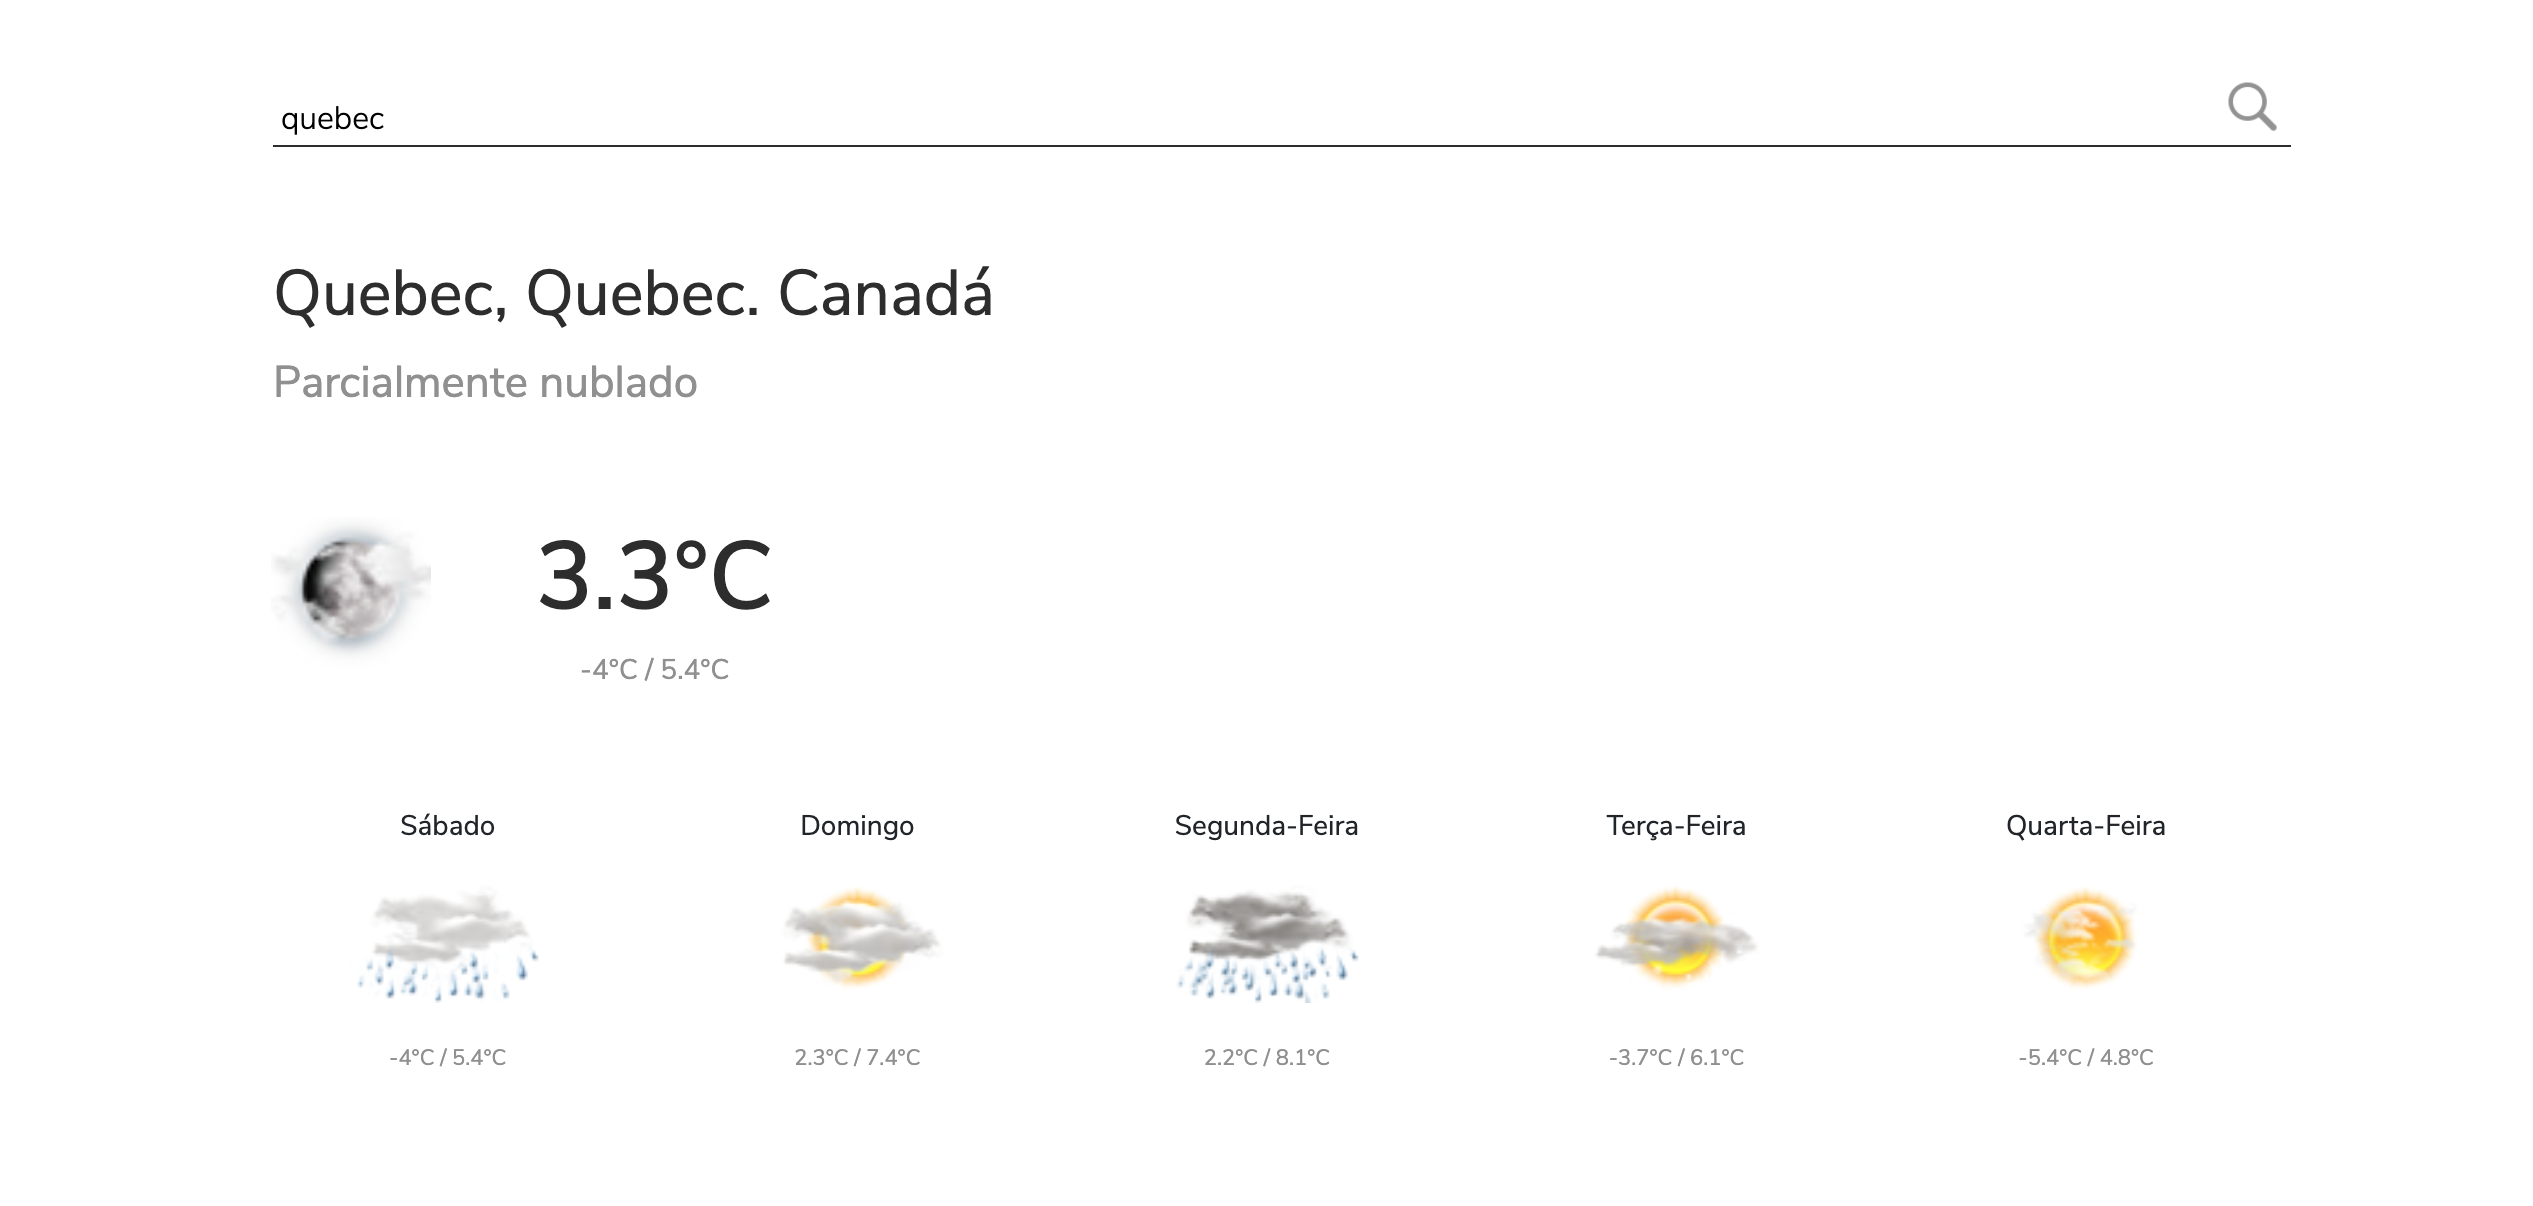 quebec
Quebec, Quebec. Canadá
Parcialmente nublado
3.3°C
-4°C / 5.4°C
Sábado
Domingo
Segunda-Feira
Terça-Feira
Quarta-Feira
-4°C / 5.4°C
2.3°C / 7.4°C
2.2°C / 8.1°C
-3.7°C / 6.1°C
-5.4°C / 4.8°C